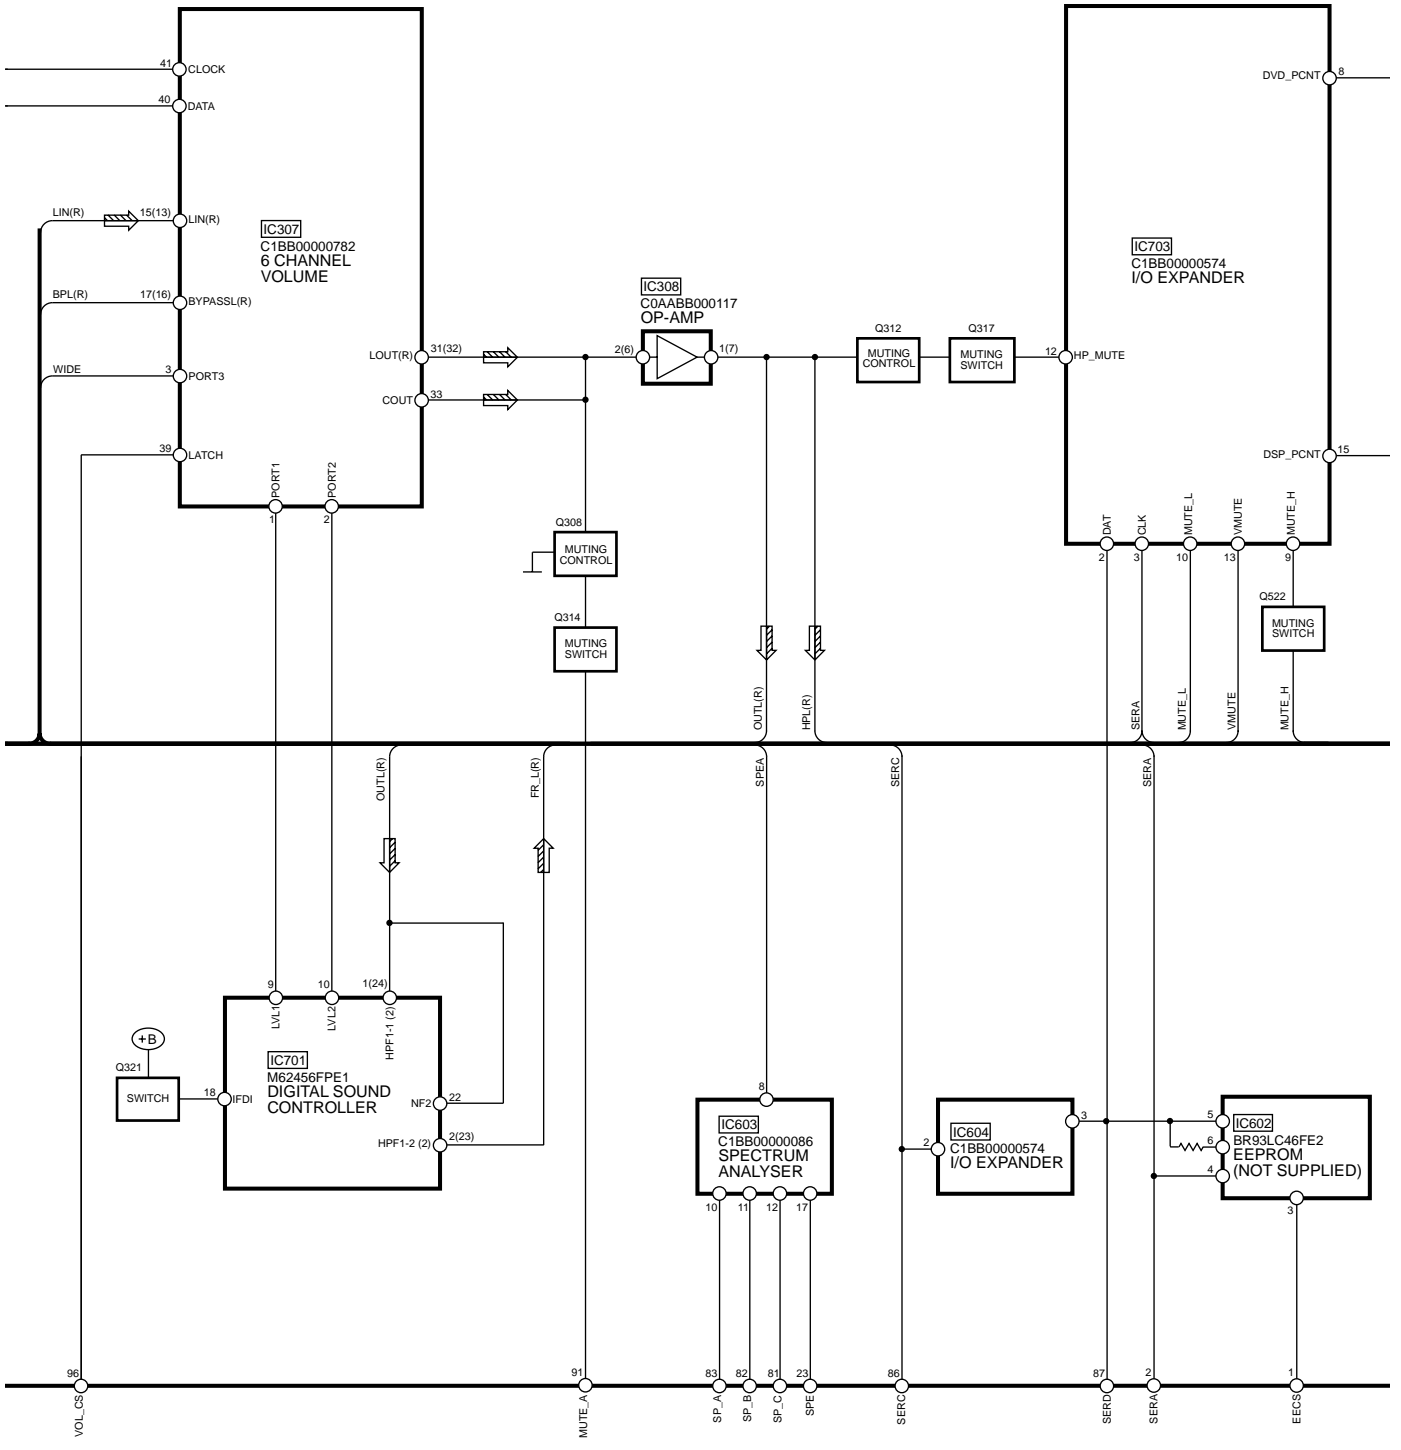 41
CLOCK
40
DATA
LIN(R)
15(13)
LIN(R)
IC307
C1BB00000782
6 CHANNEL
VOLUME
BPL(R)
17(16)
BYPASSL(R)
WIDE
3
PORT3
39
LATCH
LOUT(R)
31(32)
COUT
33
PORT1
1
PORT2
2
IC308
C0AABB000117
OP-AMP
2(6)
1(7)
Q312
MUTING
CONTROL
Q317
MUTING
SWITCH
12
HP_MUTE
IC703
C1BB00000574
I/O EXPANDER
DVD_PCNT
8
DSP_PCNT
15
DAT
2
CLK
3
MUTE_L
10
VMUTE
13
MUTE_H
9
Q308
MUTING
CONTROL
Q314
MUTING
SWITCH
Q522
MUTING
SWITCH
OUTL(R)
HPL(R)
SERA
MUTE_L
VMUTE
MUTE_H
OUTL(R)
FR_L(R)
SPEA
SERC
SERA
9
LVL1
10
LVL2
1(24)
HPF1-1 (2)
+B
Q321
SWITCH
18
IFDI
IC701
M62456FPE1
DIGITAL SOUND
CONTROLLER
NF2
22
HPF1-2 (2)
2(23)
8
IC603
C1BB00000086
SPECTRUM
ANALYSER
10
11
12
17
2
IC604
C1BB00000574
I/O EXPANDER
3
5
6
4
IC602
BR93LC46FE2
EEPROM
(NOT SUPPLIED)
3
96
VOL_CS
91
MUTE_A
83
SP_A
82
SP_B
81
SP_C
23
SPE
86
SERC
87
SERD
2
SERA
1
EECS